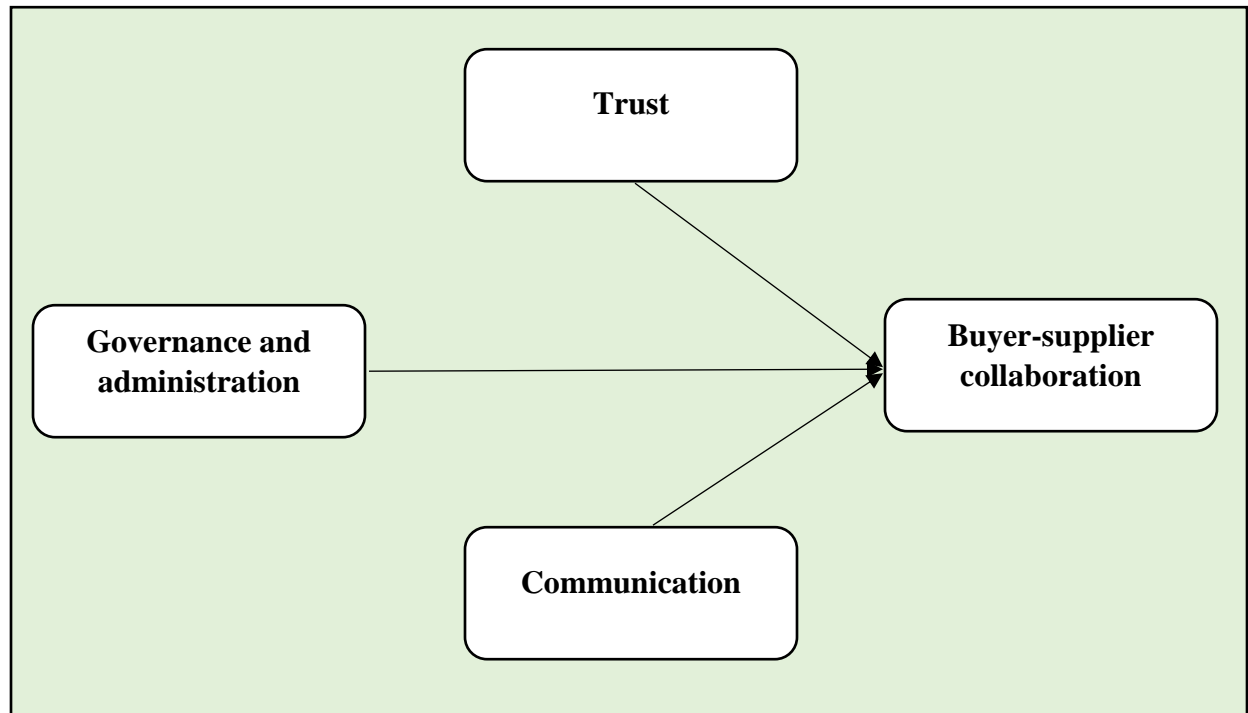 Trust
Governance and
administration
Buyer-supplier
collaboration
Communication